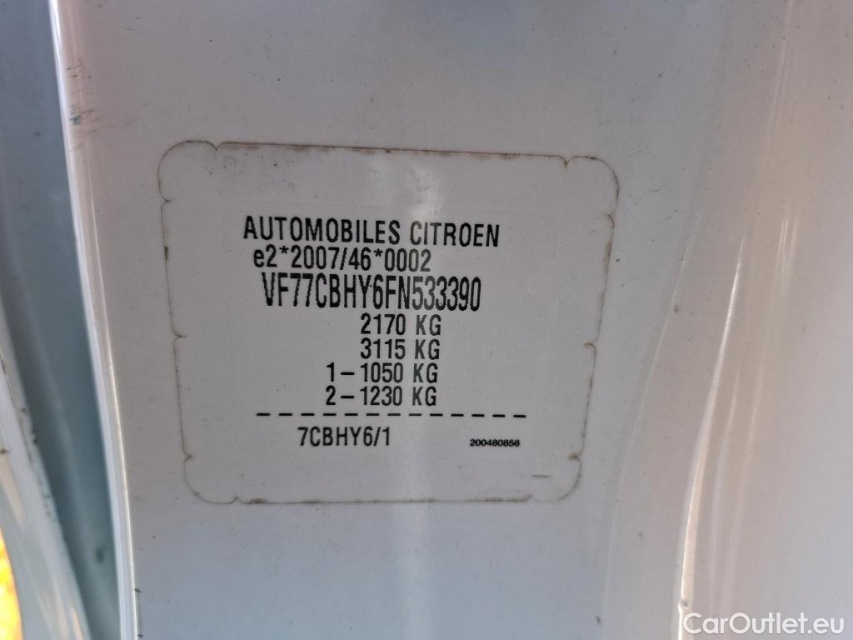 AUTOMOBILES CITROEN
e2*2007/46*0002
VF77CBHY6FN533390
2170 KG
3115 KG
1-1050 KG
2-1230 KG
7CBHY6/1 200480858
CarOutlet.eu